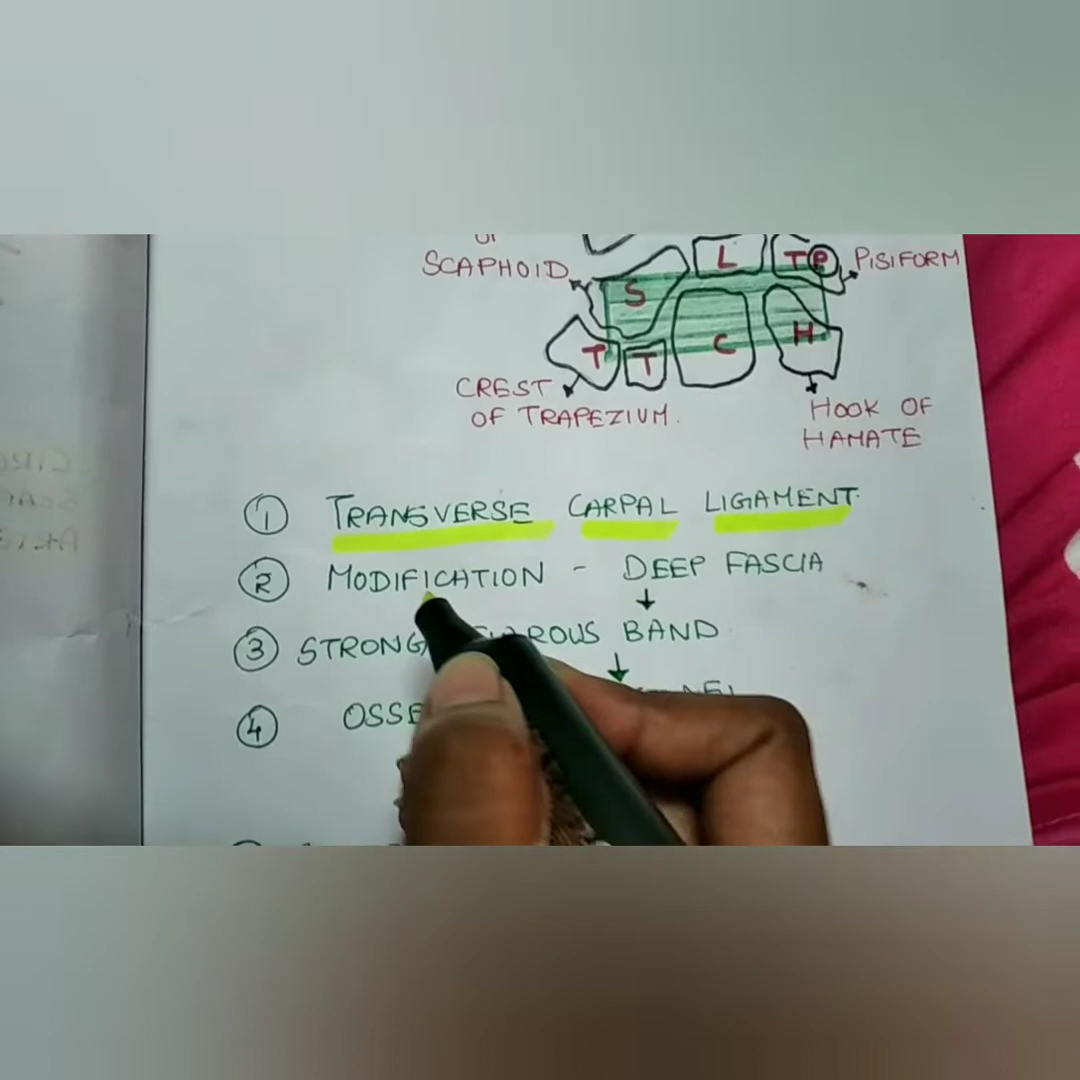 SCAPHOID
PISIFORM
L
T P
S
H
C
T
T
CREST
OF TRAPEZIUM.
HOOK OF
HAMATE
1 TRANSVERSE CARPAL LIGAMENT
2 MODIFICATION - DEEP FASCIA
↓
3 STRONG BAND
↓
4